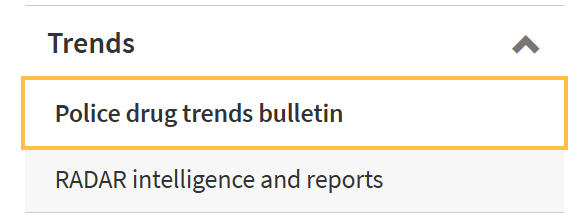 Trends
Police drug trends bulletin
RADAR intelligence and reports